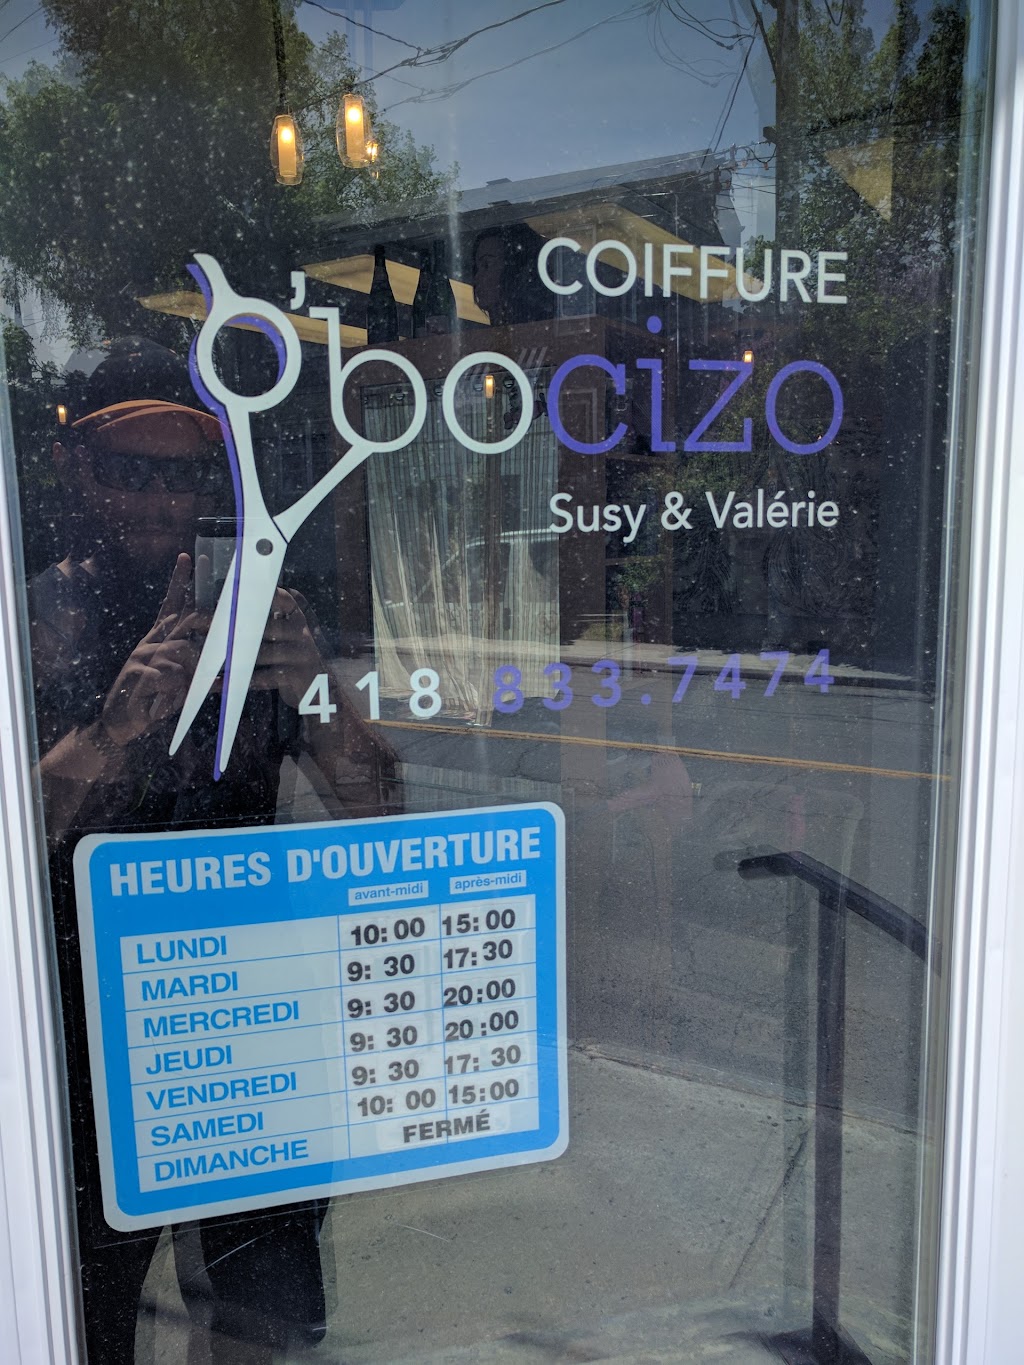 COIFFURE
O'bocizo
Susy & Valérie
418 833.7474
HEURES D'OUVERTURE
avant-midi après-midi
LUNDI 10:00 15:00
MARDI 9:30 17:30
MERCREDI 9:30 20:00
JEUDI 9:30 20:00
VENDREDI 9:30 17:30
SAMEDI 10:00 15:00
DIMANCHE FERMÉ